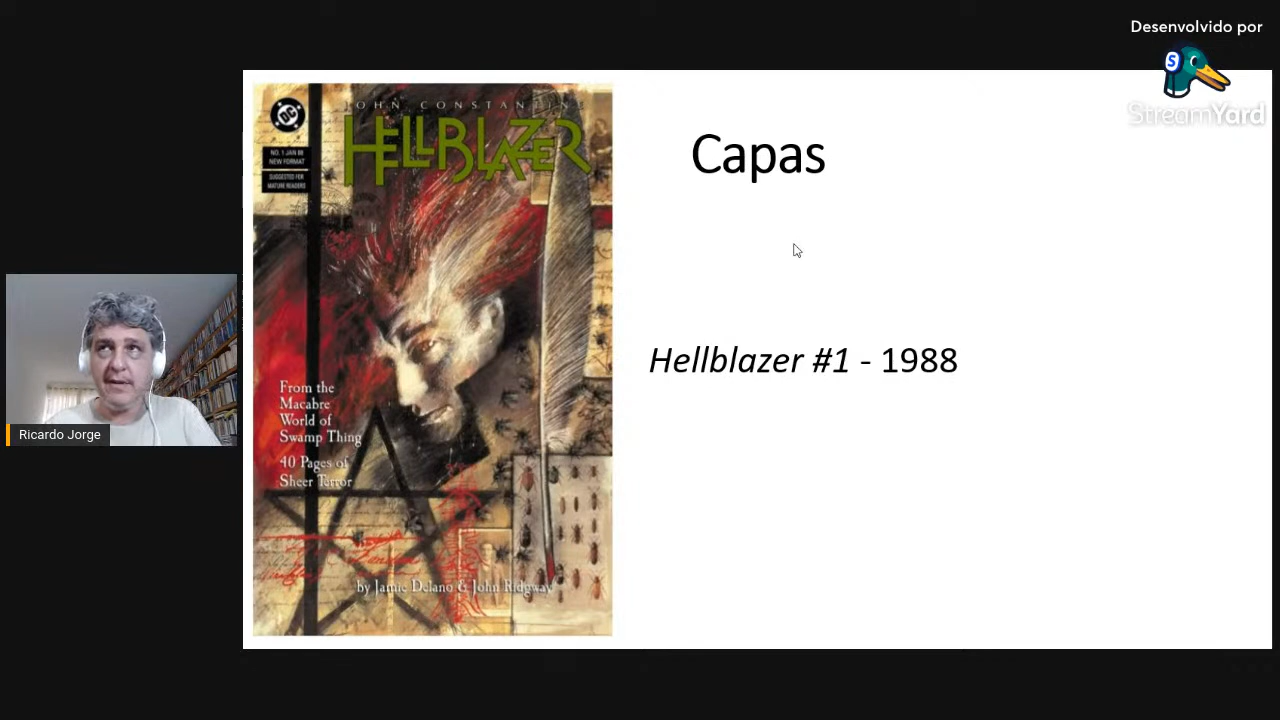 Desenvolvido por
S
StreamYard
DC
JOHN CONSTANTINE
HELLBLAZER
NO. 1 JAN 88
NEW FORMAT
SUGGESTED FOR
MATURE READERS
Capas
Hellblazer #1 - 1988
From the
Macabre
World of
Swamp Thing
40 Pages of
Sheer Terror
by Jamie Delano & John Ridgway
Ricardo Jorge